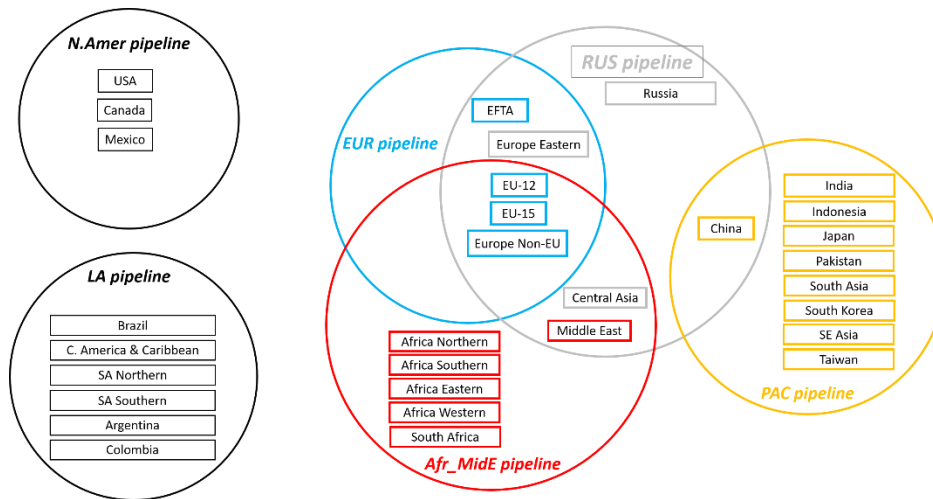 N.Amer pipeline
USA
Canada
Mexico
LA pipeline
Brazil
C. America & Caribbean
SA Northern
SA Southern
Argentina
Colombia
EUR pipeline
RUS pipeline
Russia
EFTA
Europe Eastern
EU-12
EU-15
Europe Non-EU
Central Asia
Middle East
Africa Northern
Africa Southern
Africa Eastern
Africa Western
South Africa
Afr_MidE pipeline
China
India
Indonesia
Japan
Pakistan
South Asia
South Korea
SE Asia
Taiwan
PAC pipeline